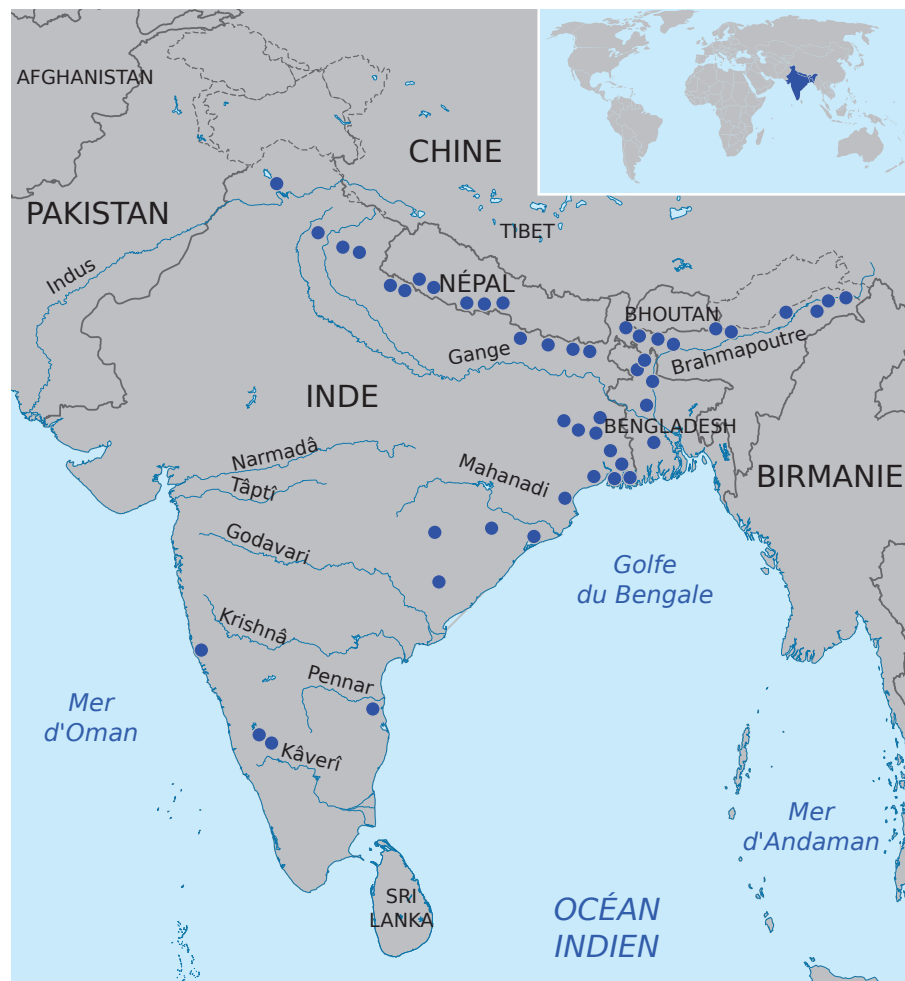 AFGHANISTAN
CHINE
PAKISTAN
TIBET
Indus
NÉPAL
BHOUTAN
Gange
Brahmapoutre
INDE
BENGLADESH
Narmadâ
Mahanadi
BIRMANIE
Tâptî
Godavari
Golfe
du Bengale
Krishnâ
Pennar
Mer
d'Oman
Kâverî
Mer
d'Andaman
SRI
LANKA
OCÉAN
INDIEN